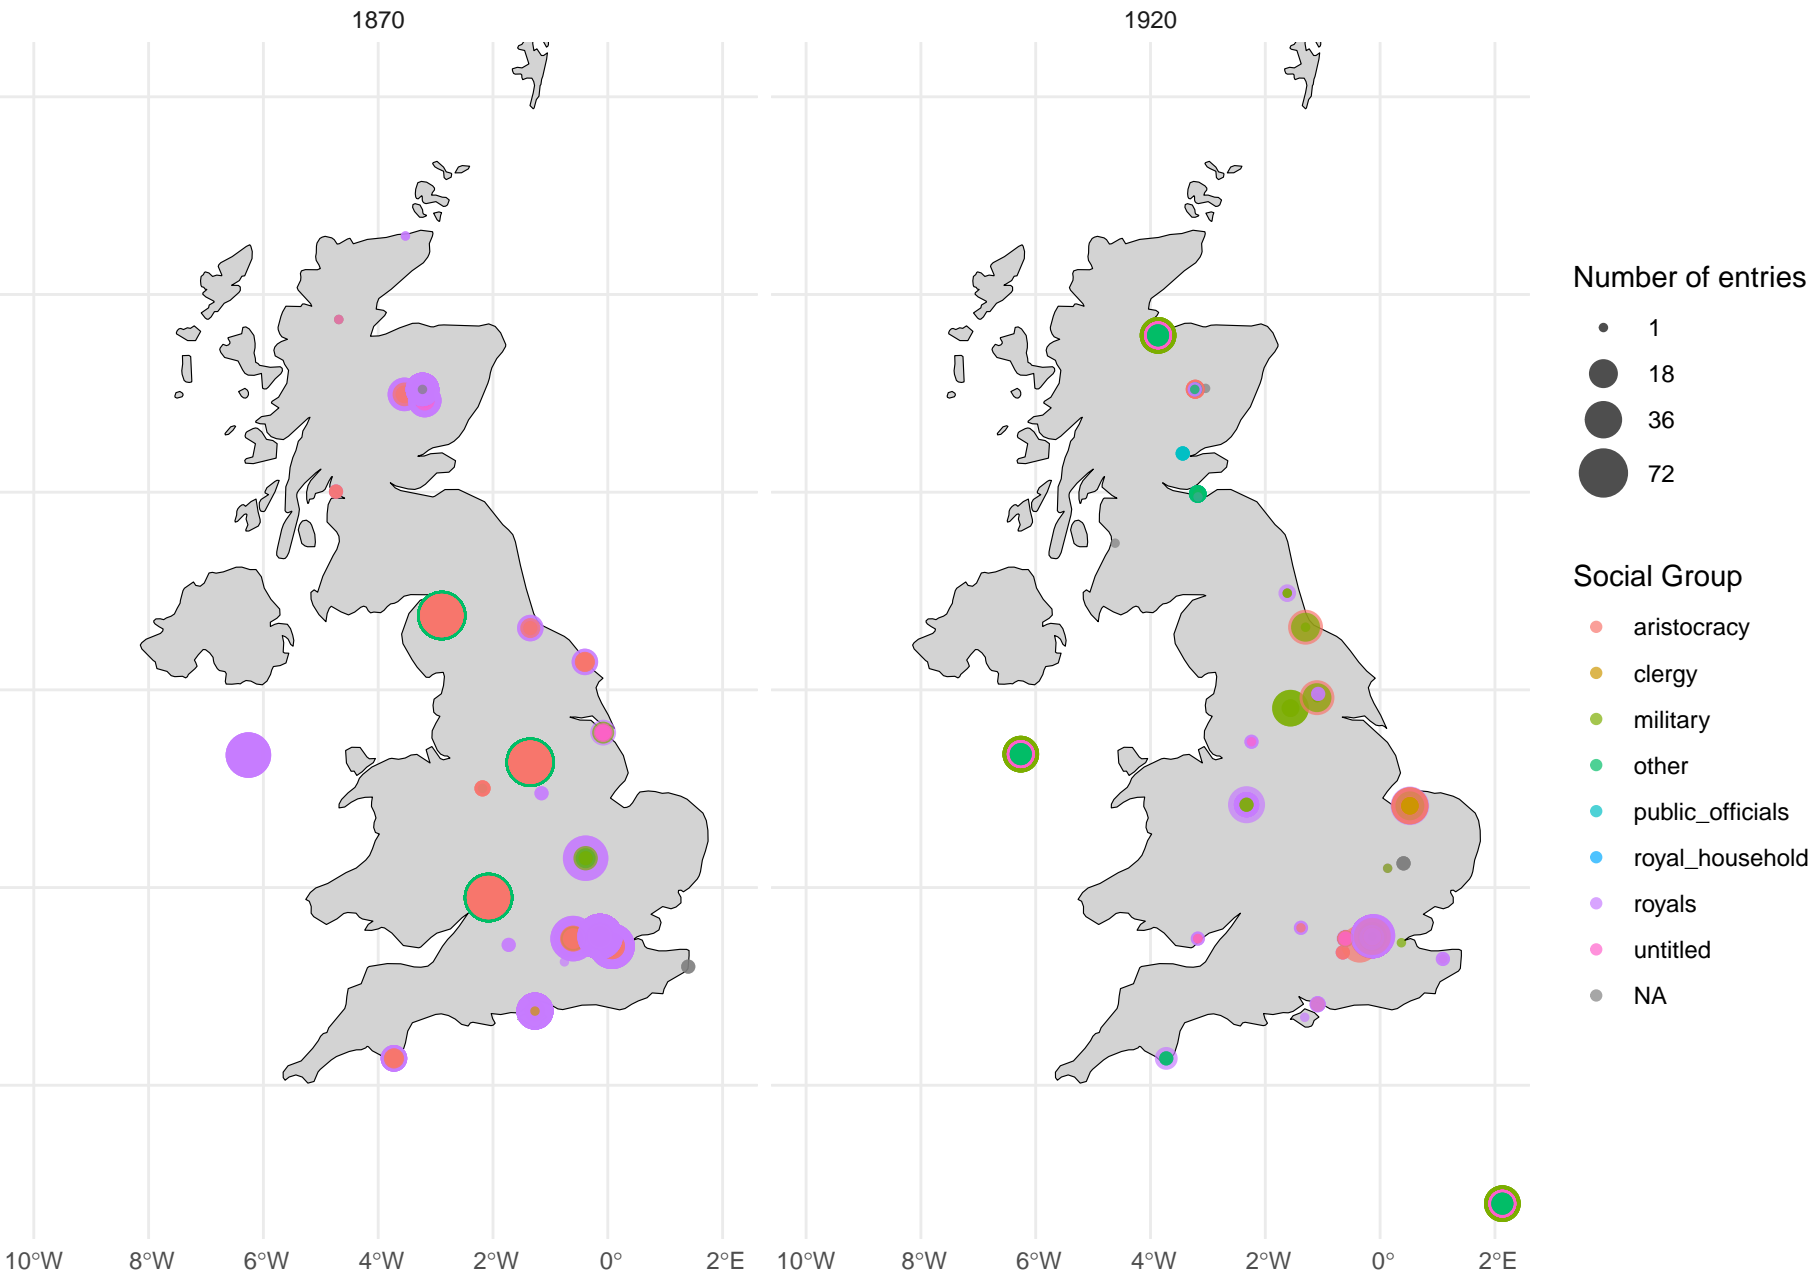 1870
1920
Number of entries
1
18
36
72
Social Group
aristocracy
clergy
military
other
public_officials
royal_household
royals
untitled
NA
10°W 8°W 6°W 4°W 2°W 0° 2°E
10°W 8°W 6°W 4°W 2°W 0° 2°E